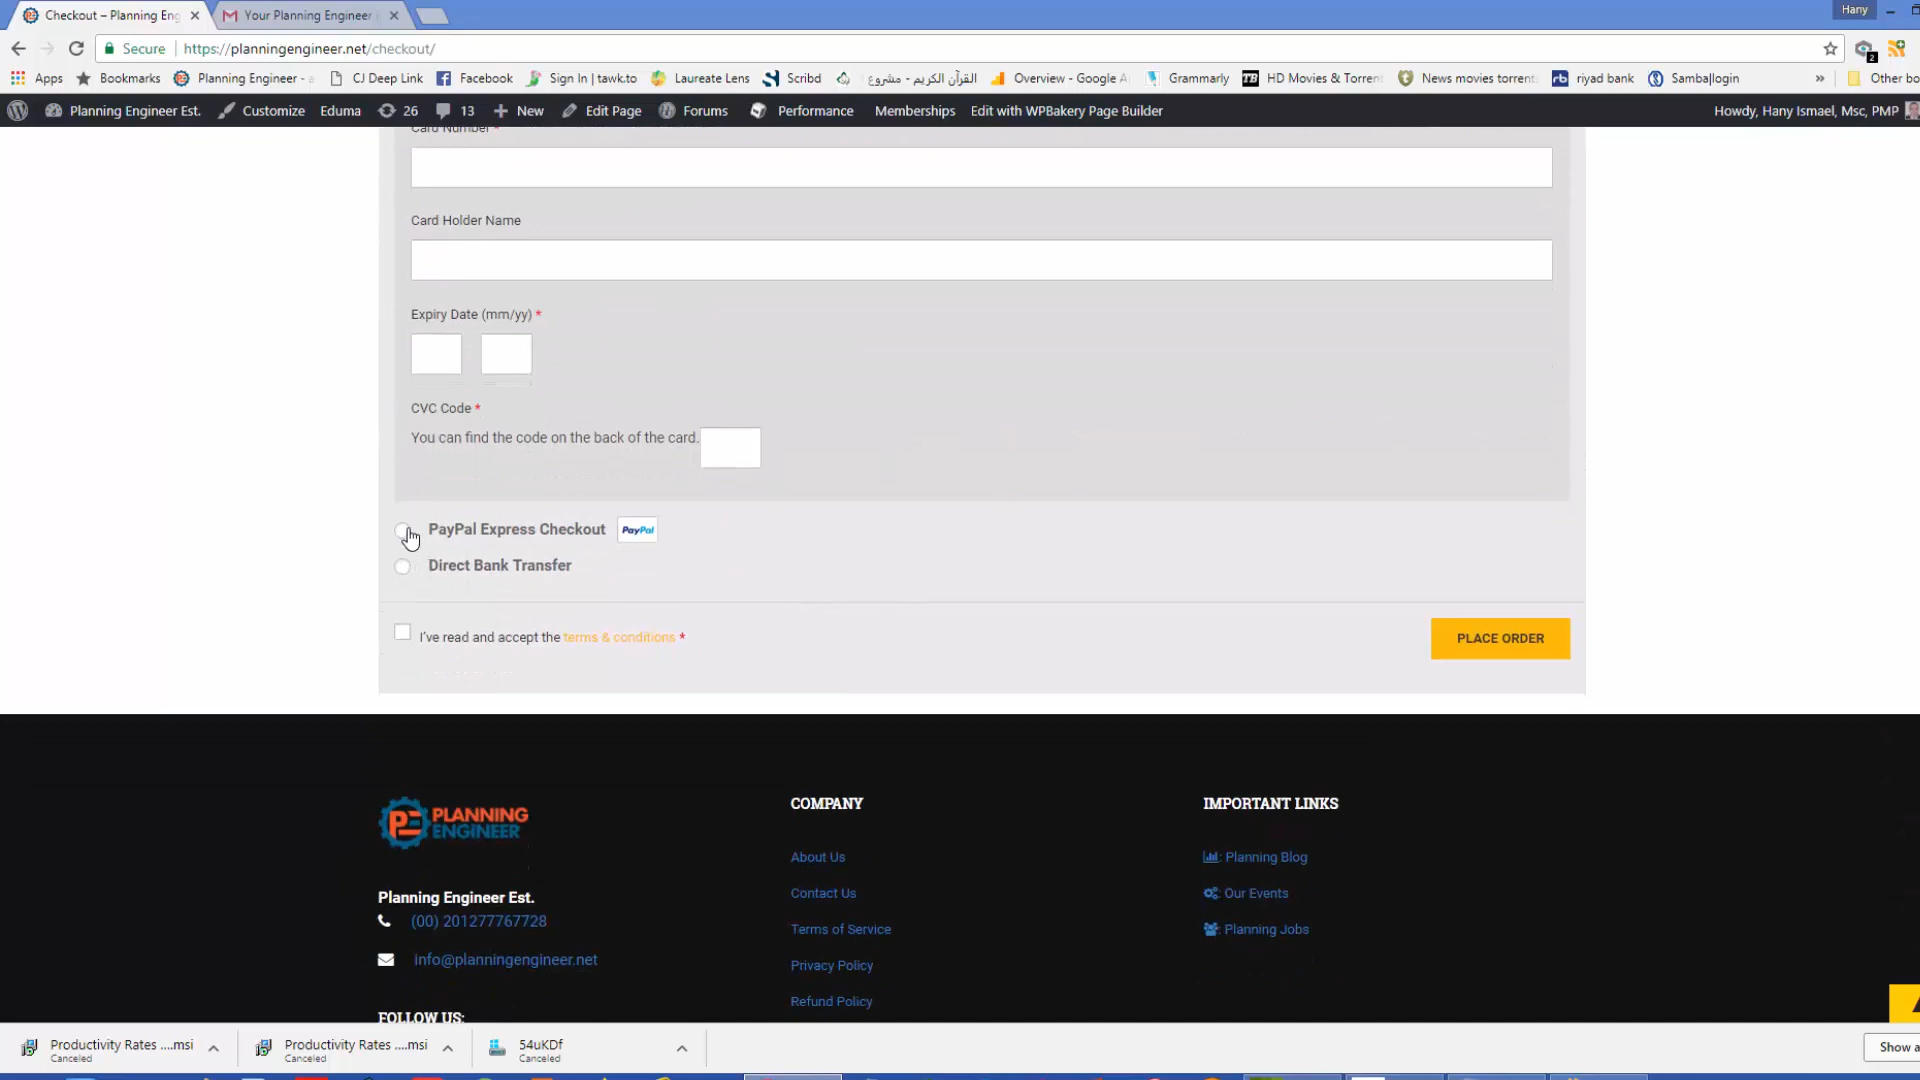 Checkout – Planning Eng
Your Planning Engineer
Hany
Secure https://planningengineer.net/checkout/
Apps Bookmarks Planning Engineer - CJ Deep Link Facebook Sign In | tawk.to Laureate Lens Scribd القرآن الكريم - مشروع Overview - Google A Grammarly HD Movies & Torren News movies torrent riyad bank Samba|login » Other bo
Planning Engineer Est. Customize Eduma 26 13 New Edit Page Forums Performance Memberships Edit with WPBakery Page Builder Howdy, Hany Ismael, Msc, PMP
Card Number *
Card Holder Name
Expiry Date (mm/yy) *
CVC Code *
You can find the code on the back of the card.
PayPal Express Checkout PayPal
Direct Bank Transfer
I've read and accept the terms & conditions *
PLACE ORDER
PLANNING
ENGINEER
Planning Engineer Est.
(00) 201277767728
info@planningengineer.net
FOLLOW US:
COMPANY
About Us
Contact Us
Terms of Service
Privacy Policy
Refund Policy
IMPORTANT LINKS
: Planning Blog
: Our Events
: Planning Jobs
Productivity Rates ....msi
Canceled
Productivity Rates ....msi
Canceled
54uKDf
Canceled
Show a